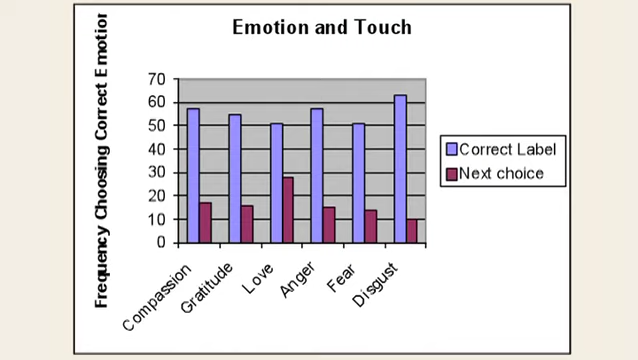 Emotion and Touch
Frequency Choosing Correct Emotion
70
60
50
40
30
20
10
0
Compassion
Gratitude
Love
Anger
Fear
Disgust
Correct Label
Next choice